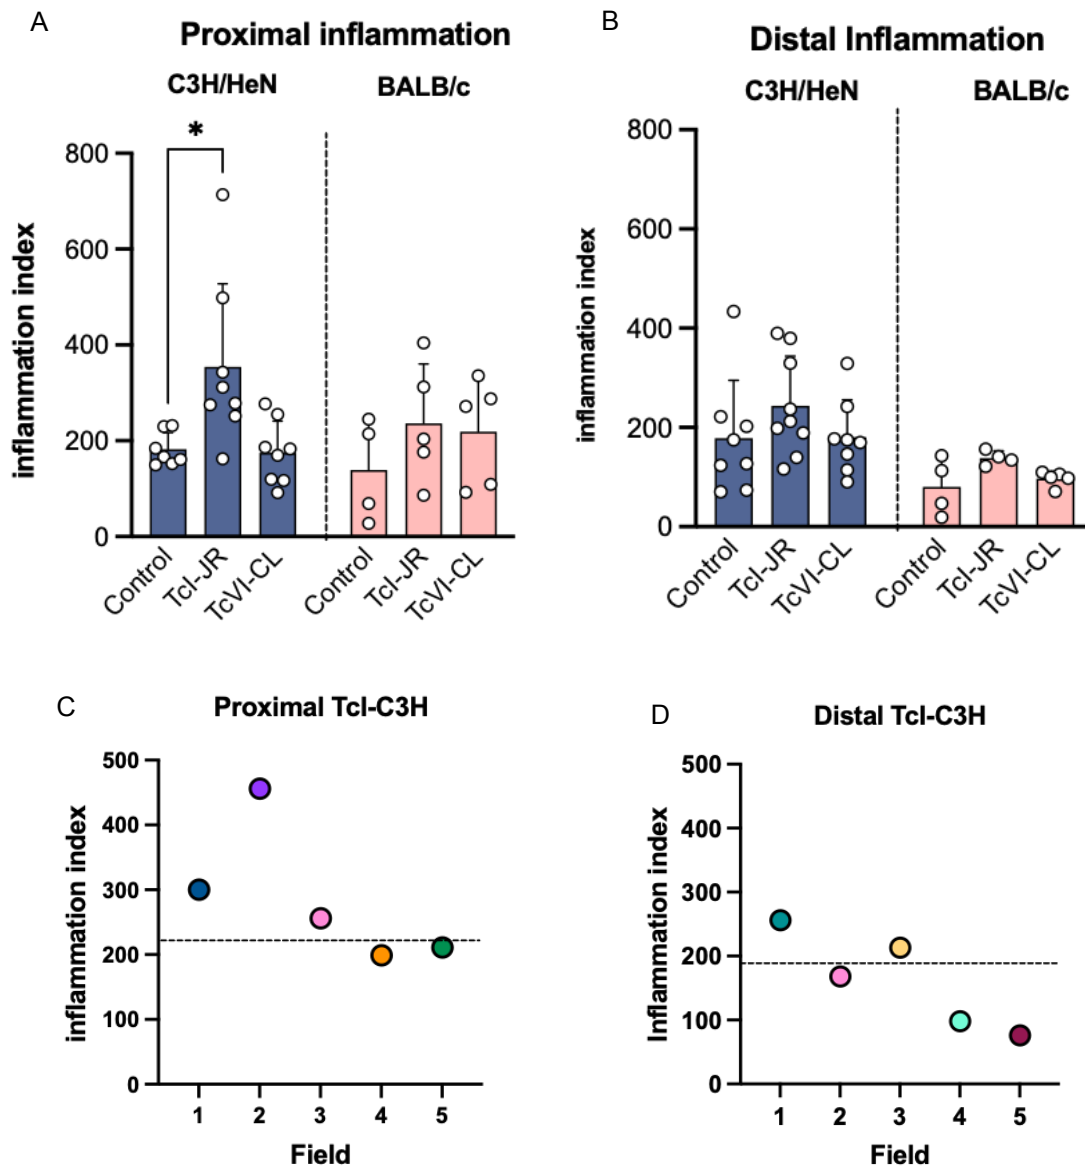 A
Proximal inflammation
C3H/HeN
BALB/c
*
inflammation index
800
600
400
200
0
Control
TcI-JR
TcVI-CL
Control
TcI-JR
TcVI-CL
B
Distal Inflammation
C3H/HeN
BALB/c
inflammation index
800
600
400
200
0
Control
TcI-JR
TcVI-CL
Control
TcI-JR
TcVI-CL
C
Proximal TcI-C3H
inflammation index
500
400
300
200
100
0
1 2 3 4 5
Field
D
Distal TcI-C3H
Inflammation index
500
400
300
200
100
0
1 2 3 4 5
Field